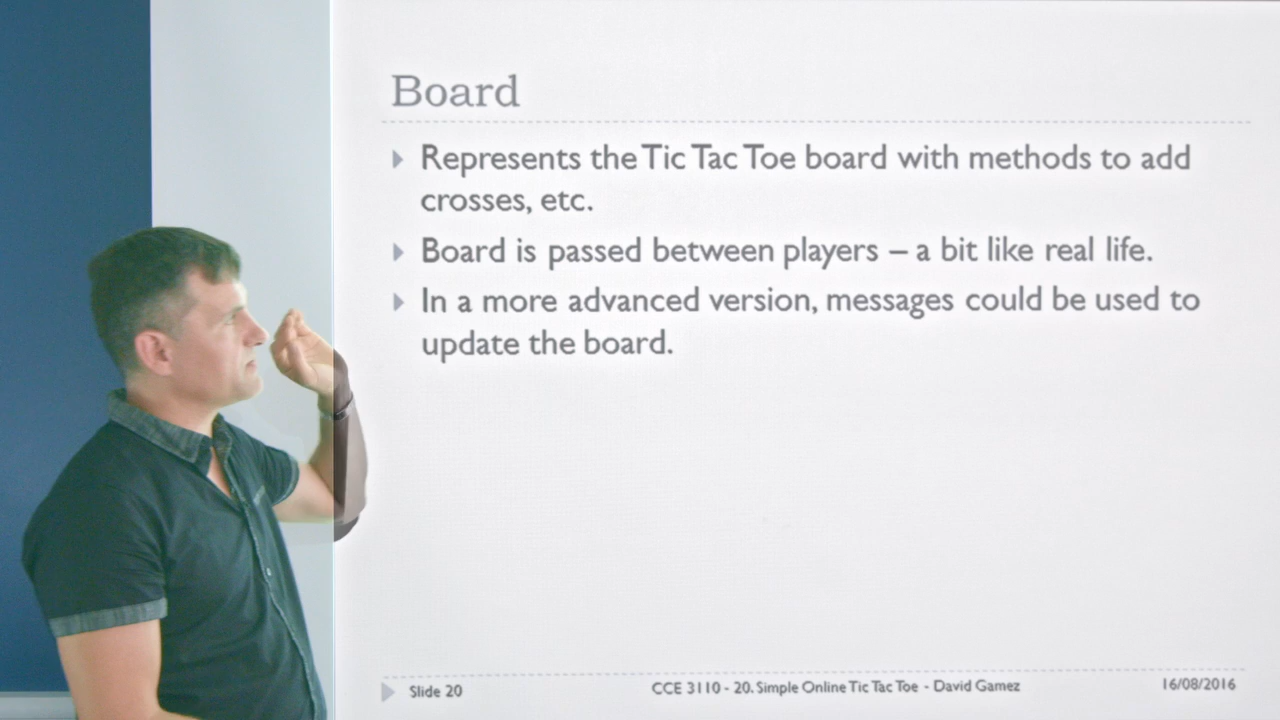 Board
Represents the Tic Tac Toe board with methods to add
crosses, etc.
Board is passed between players – a bit like real life.
In a more advanced version, messages could be used to
update the board.
Slide 20
CCE 3110 - 20. Simple Online Tic Tac Toe - David Gamez
16/08/2016